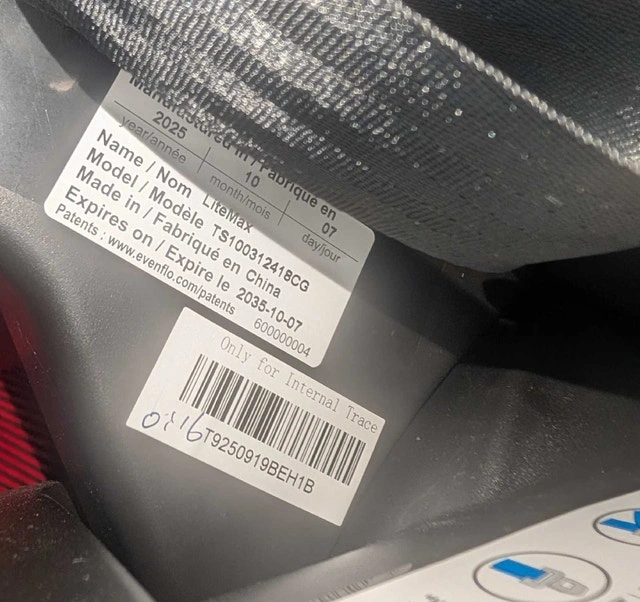 Manufactured in / Fabriqué en
2025 10 07
year/année month/mois day/jour
Name / Nom LiteMax
Model / Modèle TS100312418CG
Made in / Fabriqué en China
Expires on / Expire le 2035-10-07
Patents : www.evenflo.com/patents 600000004
Only for Internal Trace
T9250919BEH1B